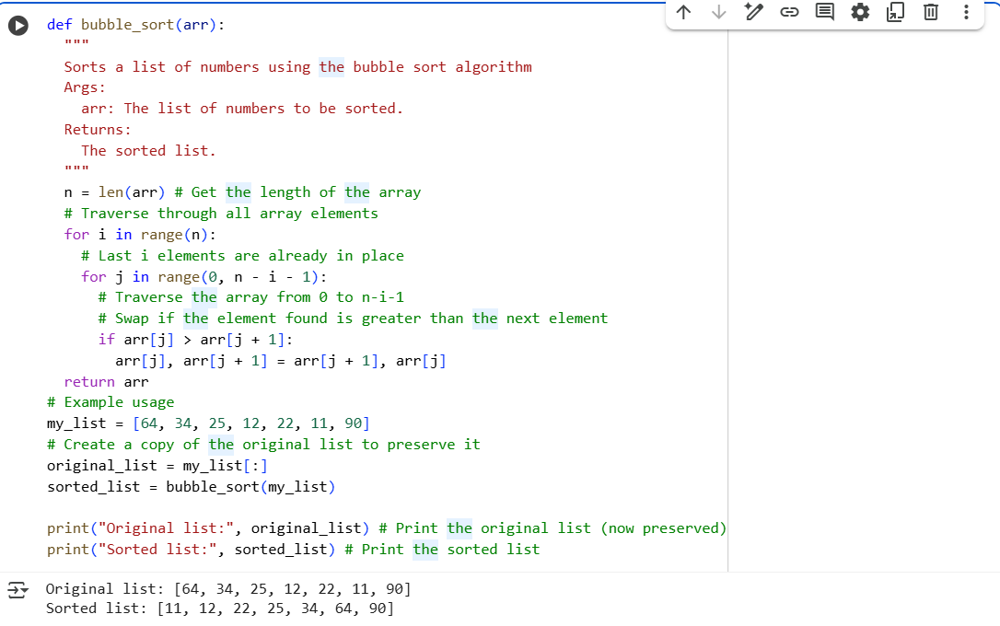 def bubble_sort(arr):
  """
  Sorts a list of numbers using the bubble sort algorithm
  Args:
    arr: The list of numbers to be sorted.
  Returns:
    The sorted list.
  """
  n = len(arr) # Get the length of the array
  # Traverse through all array elements
  for i in range(n):
    # Last i elements are already in place
    for j in range(0, n - i - 1):
      # Traverse the array from 0 to n-i-1
      # Swap if the element found is greater than the next element
      if arr[j] > arr[j + 1]:
        arr[j], arr[j + 1] = arr[j + 1], arr[j]
  return arr
# Example usage
my_list = [64, 34, 25, 12, 22, 11, 90]
# Create a copy of the original list to preserve it
original_list = my_list[:]
sorted_list = bubble_sort(my_list)

print("Original list:", original_list) # Print the original list (now preserved)
print("Sorted list:", sorted_list) # Print the sorted list
Original list: [64, 34, 25, 12, 22, 11, 90]
Sorted list: [11, 12, 22, 25, 34, 64, 90]